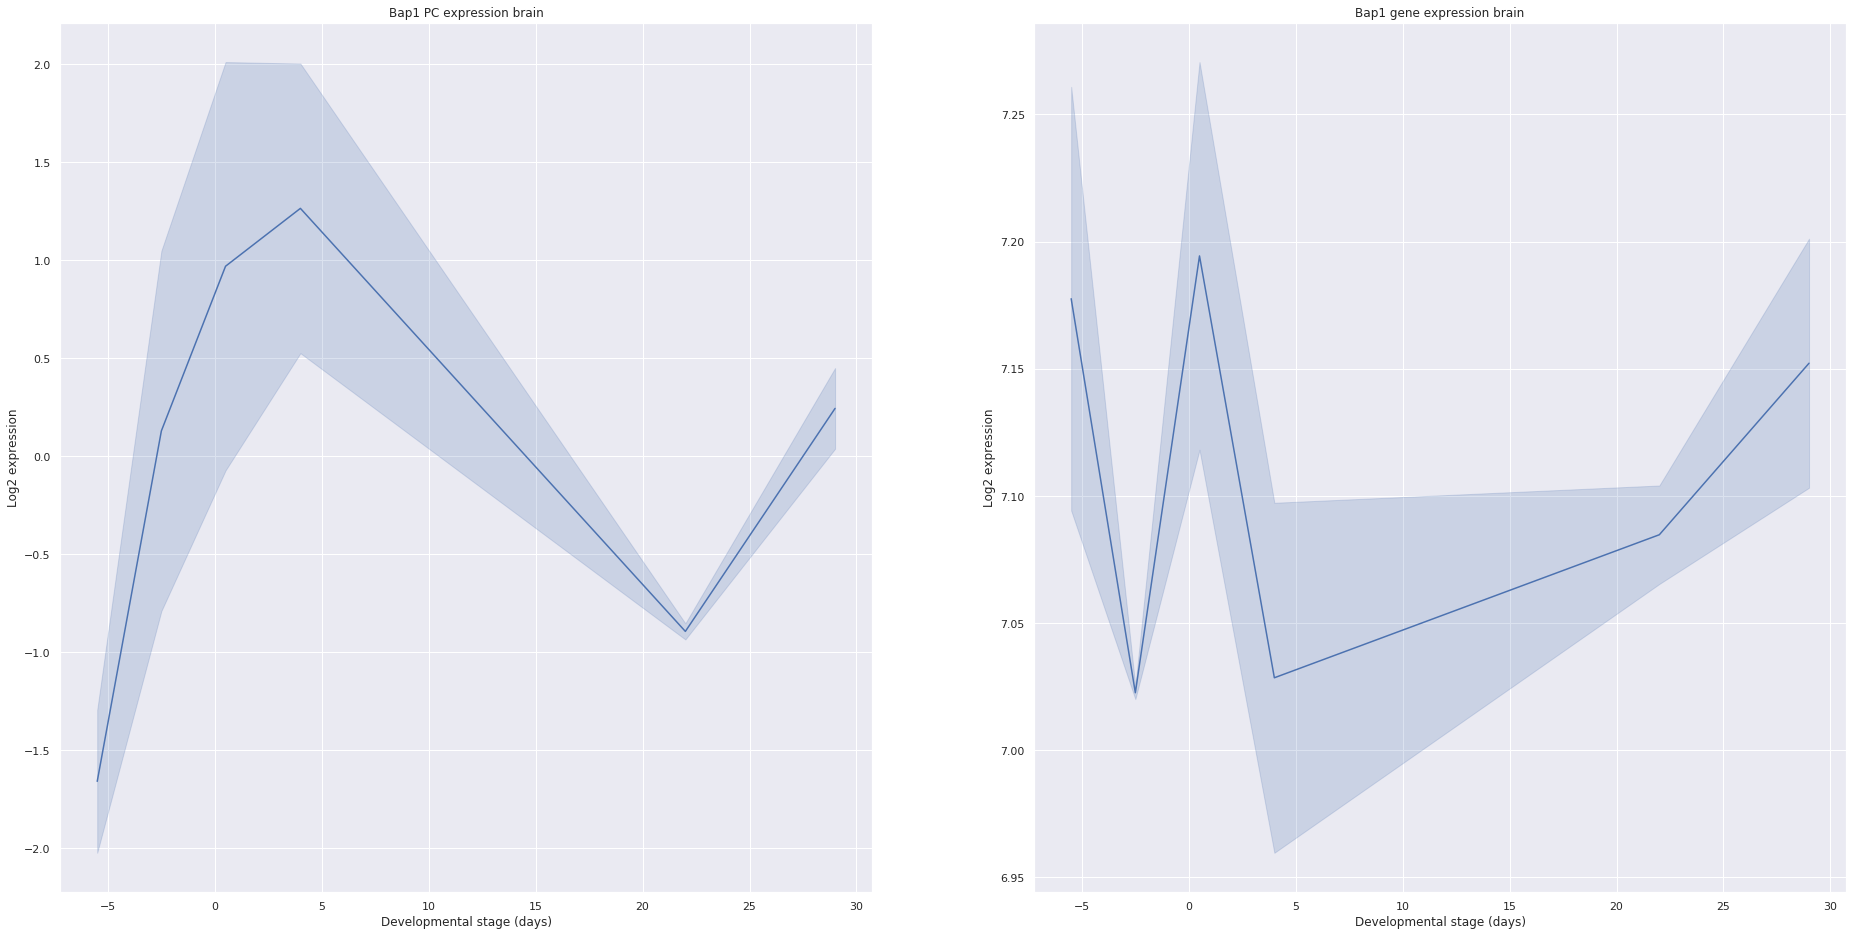 Bap1 PC expression brain
Log2 expression
2.0
1.5
1.0
0.5
0.0
−0.5
−1.0
−1.5
−2.0
−5 0 5 10 15 20 25 30
Developmental stage (days)
Bap1 gene expression brain
Log2 expression
7.25
7.20
7.15
7.10
7.05
7.00
6.95
−5 0 5 10 15 20 25 30
Developmental stage (days)